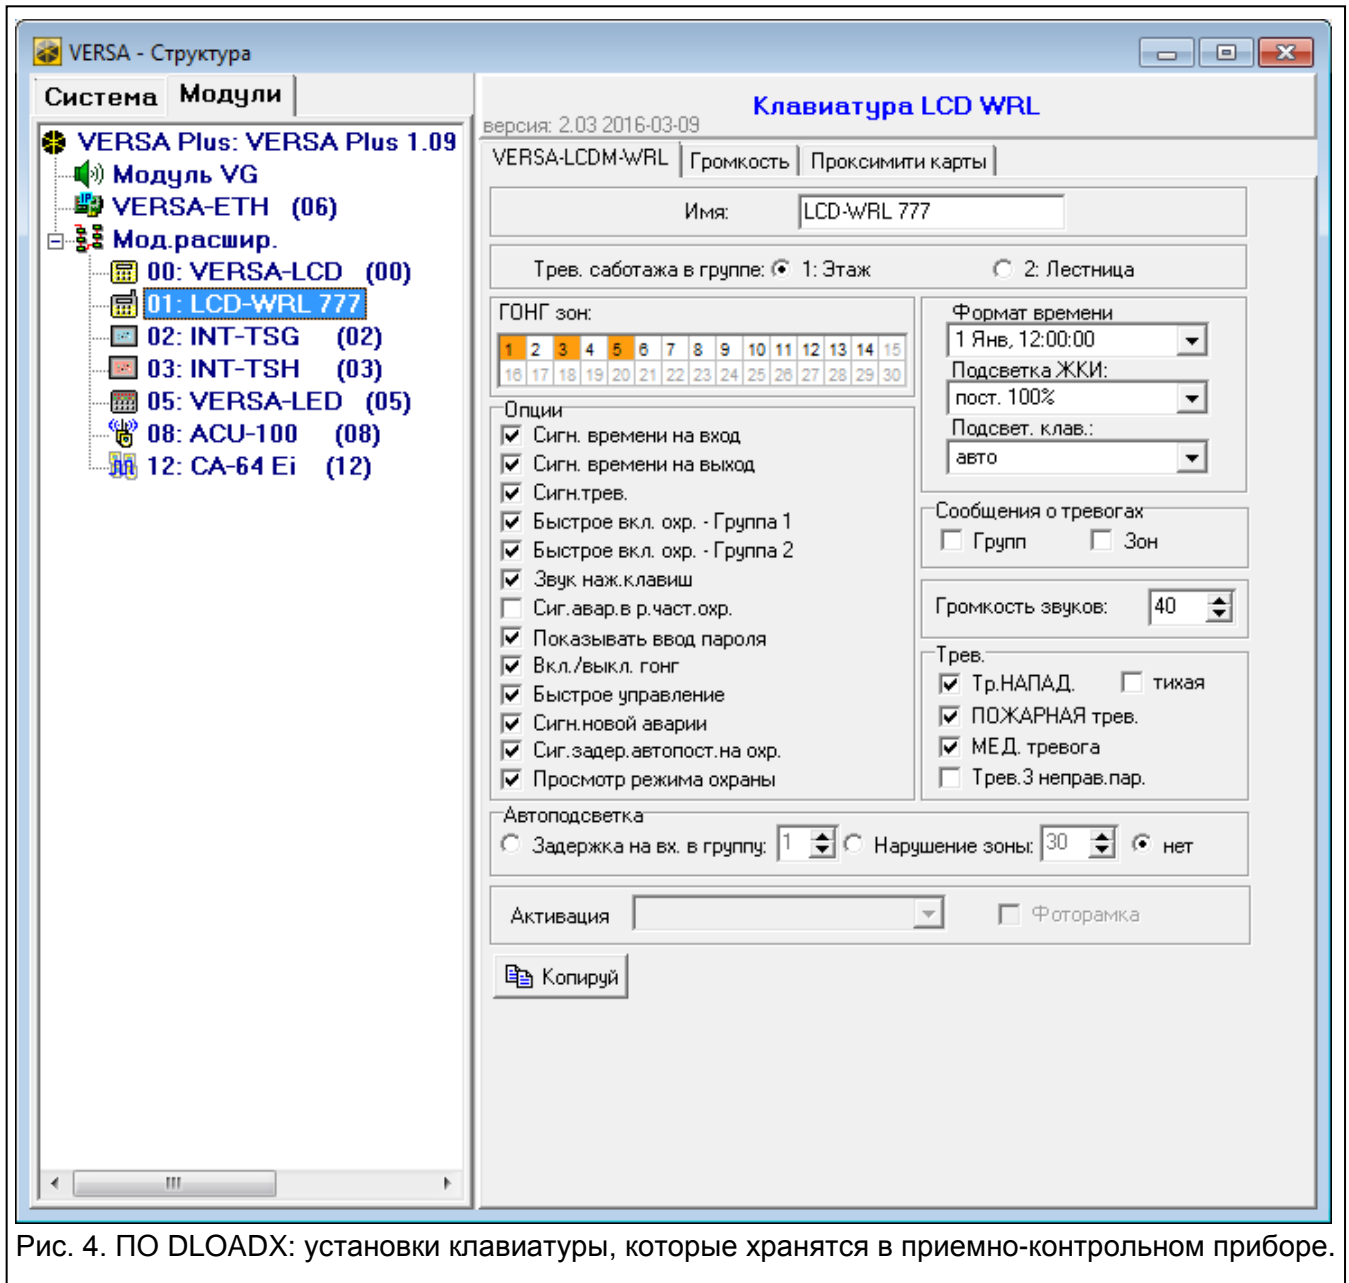 VERSA - Структура
Система Модули
VERSA Plus: VERSA Plus 1.09
Модуль VG
VERSA-ETH (06)
Мод.расшир.
00: VERSA-LCD (00)
01: LCD-WRL 777
02: INT-TSG (02)
03: INT-TSH (03)
05: VERSA-LED (05)
08: ACU-100 (08)
12: CA-64 Ei (12)
Клавиатура LCD WRL
версия: 2.03 2016-03-09
VERSA-LCDM-WRL Громкость Проксимити карты
Имя: LCD-WRL 777
Трев. саботажа в группе: 1: Этаж 2: Лестница
ГОНГ зон:
1 2 3 4 5 6 7 8 9 10 11 12 13 14 15
16 17 18 19 20 21 22 23 24 25 26 27 28 29 30
Опции
Сигн. времени на вход
Сигн. времени на выход
Сигн.трев.
Быстрое вкл. охр. - Группа 1
Быстрое вкл. охр. - Группа 2
Звук наж.клавиш
Сиг.авар.в р.част.охр.
Показывать ввод пароля
Вкл./выкл. гонг
Быстрое управление
Сигн.новой аварии
Сиг.задер.автопост.на охр.
Просмотр режима охраны
Формат времени
1 Янв, 12:00:00
Подсветка ЖКИ:
пост. 100%
Подсвет. клав.:
авто
Сообщения о тревогах
Групп Зон
Громкость звуков: 40
Трев.
Тр.НАПАД. тихая
ПОЖАРНАЯ трев.
МЕД. тревога
Трев.3 неправ.пар.
Автоподсветка
Задержка на вх. в группу: 1 Нарушение зоны: 30 нет
Активация Фоторамка
Копируй
Рис. 4. ПО DLOADX: установки клавиатуры, которые хранятся в приемно-контрольном приборе.